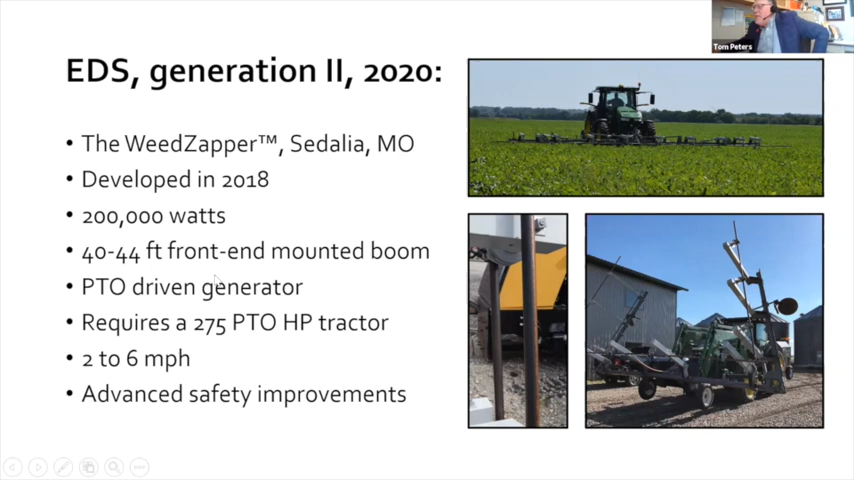 Tom Peters
EDS, generation II, 2020:
• The WeedZapper™, Sedalia, MO
• Developed in 2018
• 200,000 watts
• 40-44 ft front-end mounted boom
• PTO driven generator
• Requires a 275 PTO HP tractor
• 2 to 6 mph
• Advanced safety improvements